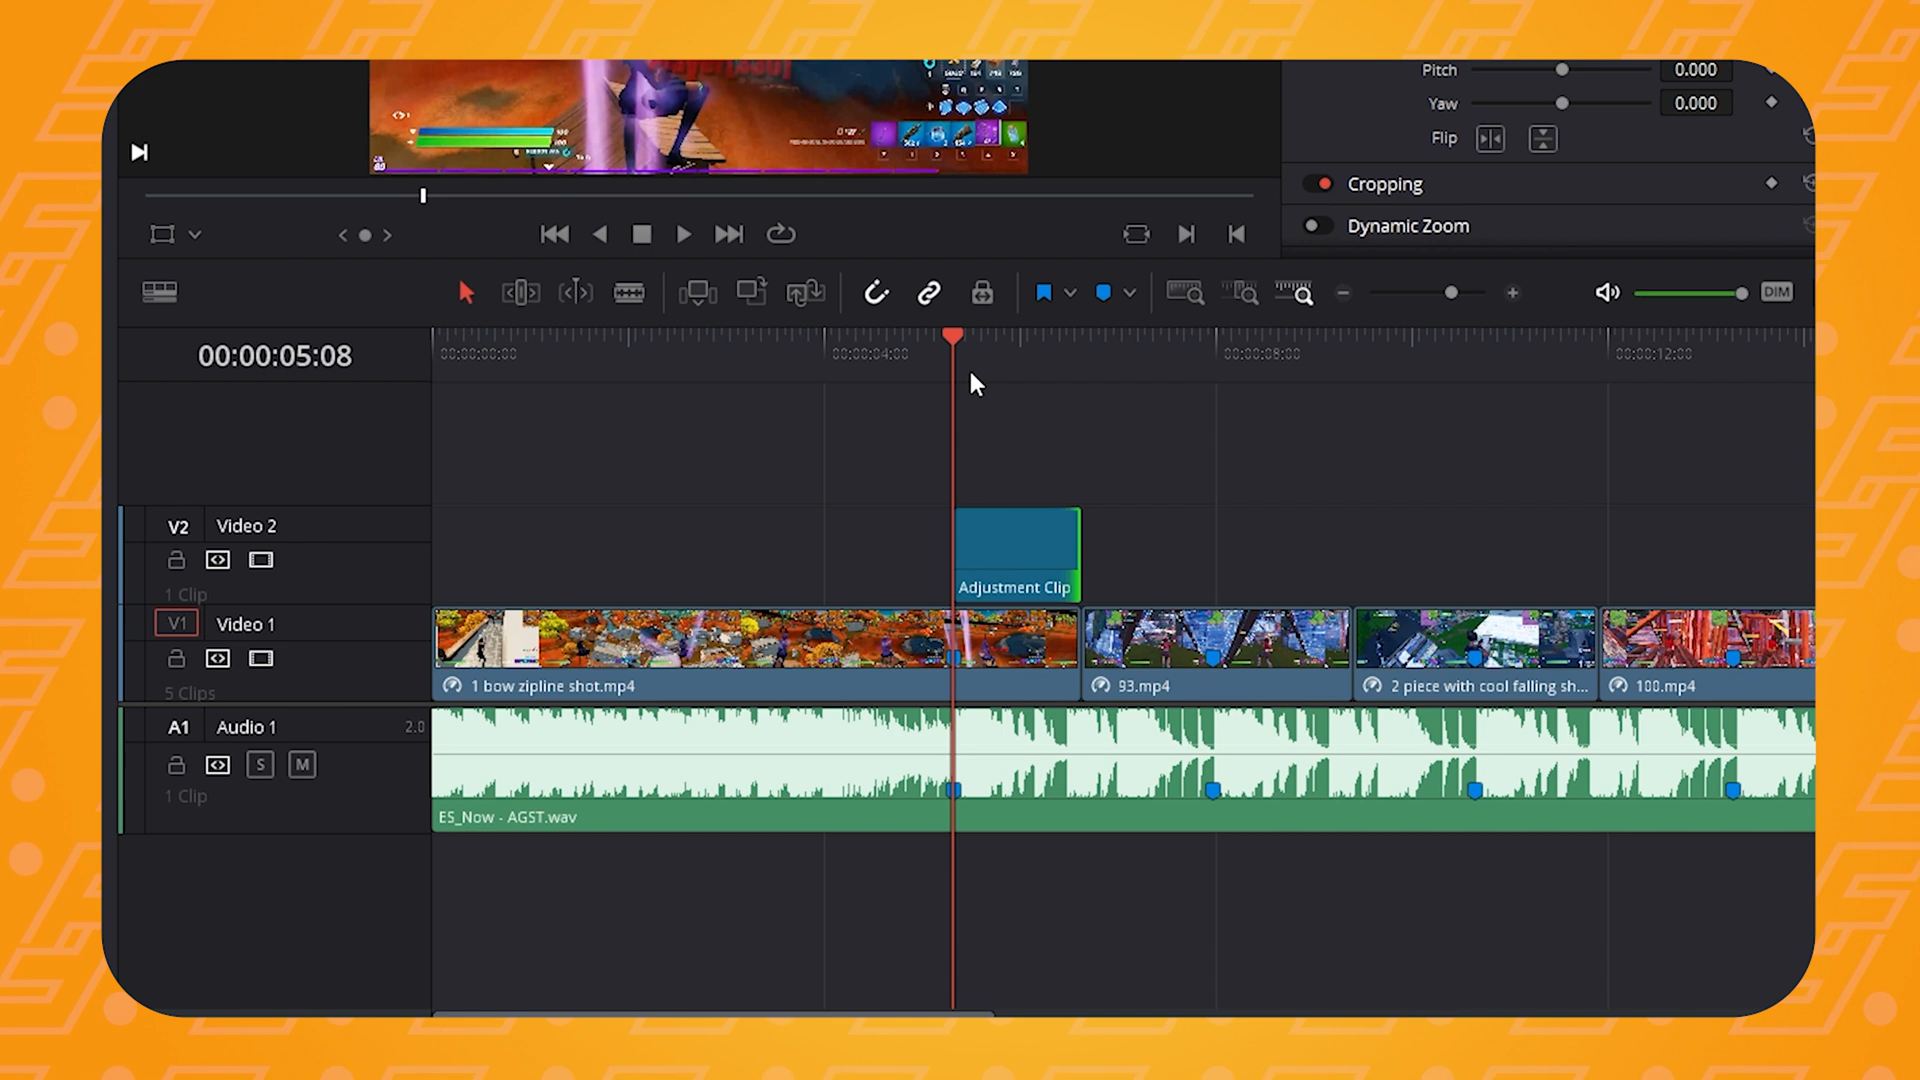 Pitch 0.000
Yaw 0.000
Flip
Cropping
Dynamic Zoom
DIM
00:00:05:08
00:00:00:00 00:00:04:00 00:00:08:00 00:00:12:00
V2 Video 2
1 Clip
Adjustment Clip
V1 Video 1
5 Clips
1 bow zipline shot.mp4
93.mp4
2 piece with cool falling sh...
100.mp4
A1 Audio 1 2.0
S M
1 Clip
ES_Now - AGST.wav